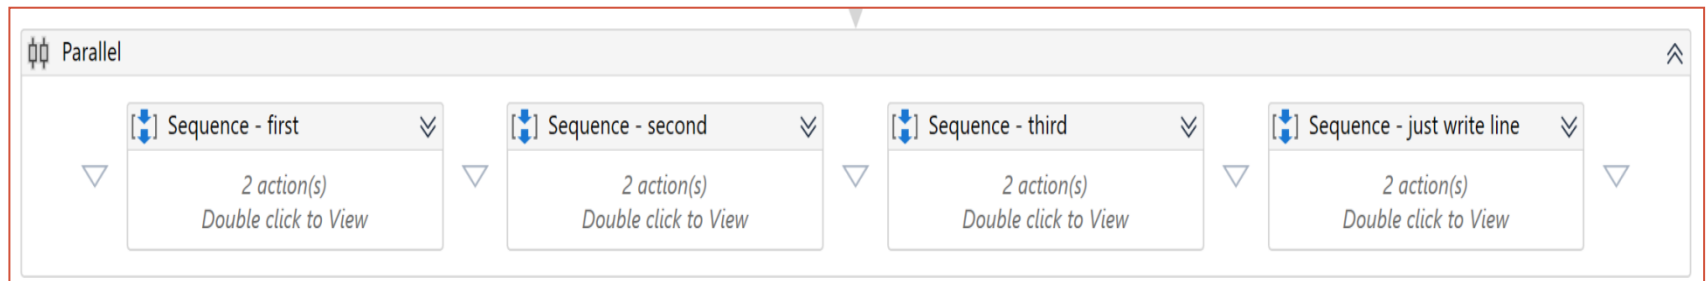 Parallel
Sequence - first
Sequence - second
Sequence - third
Sequence - just write line
2 action(s)
Double click to View
2 action(s)
Double click to View
2 action(s)
Double click to View
2 action(s)
Double click to View